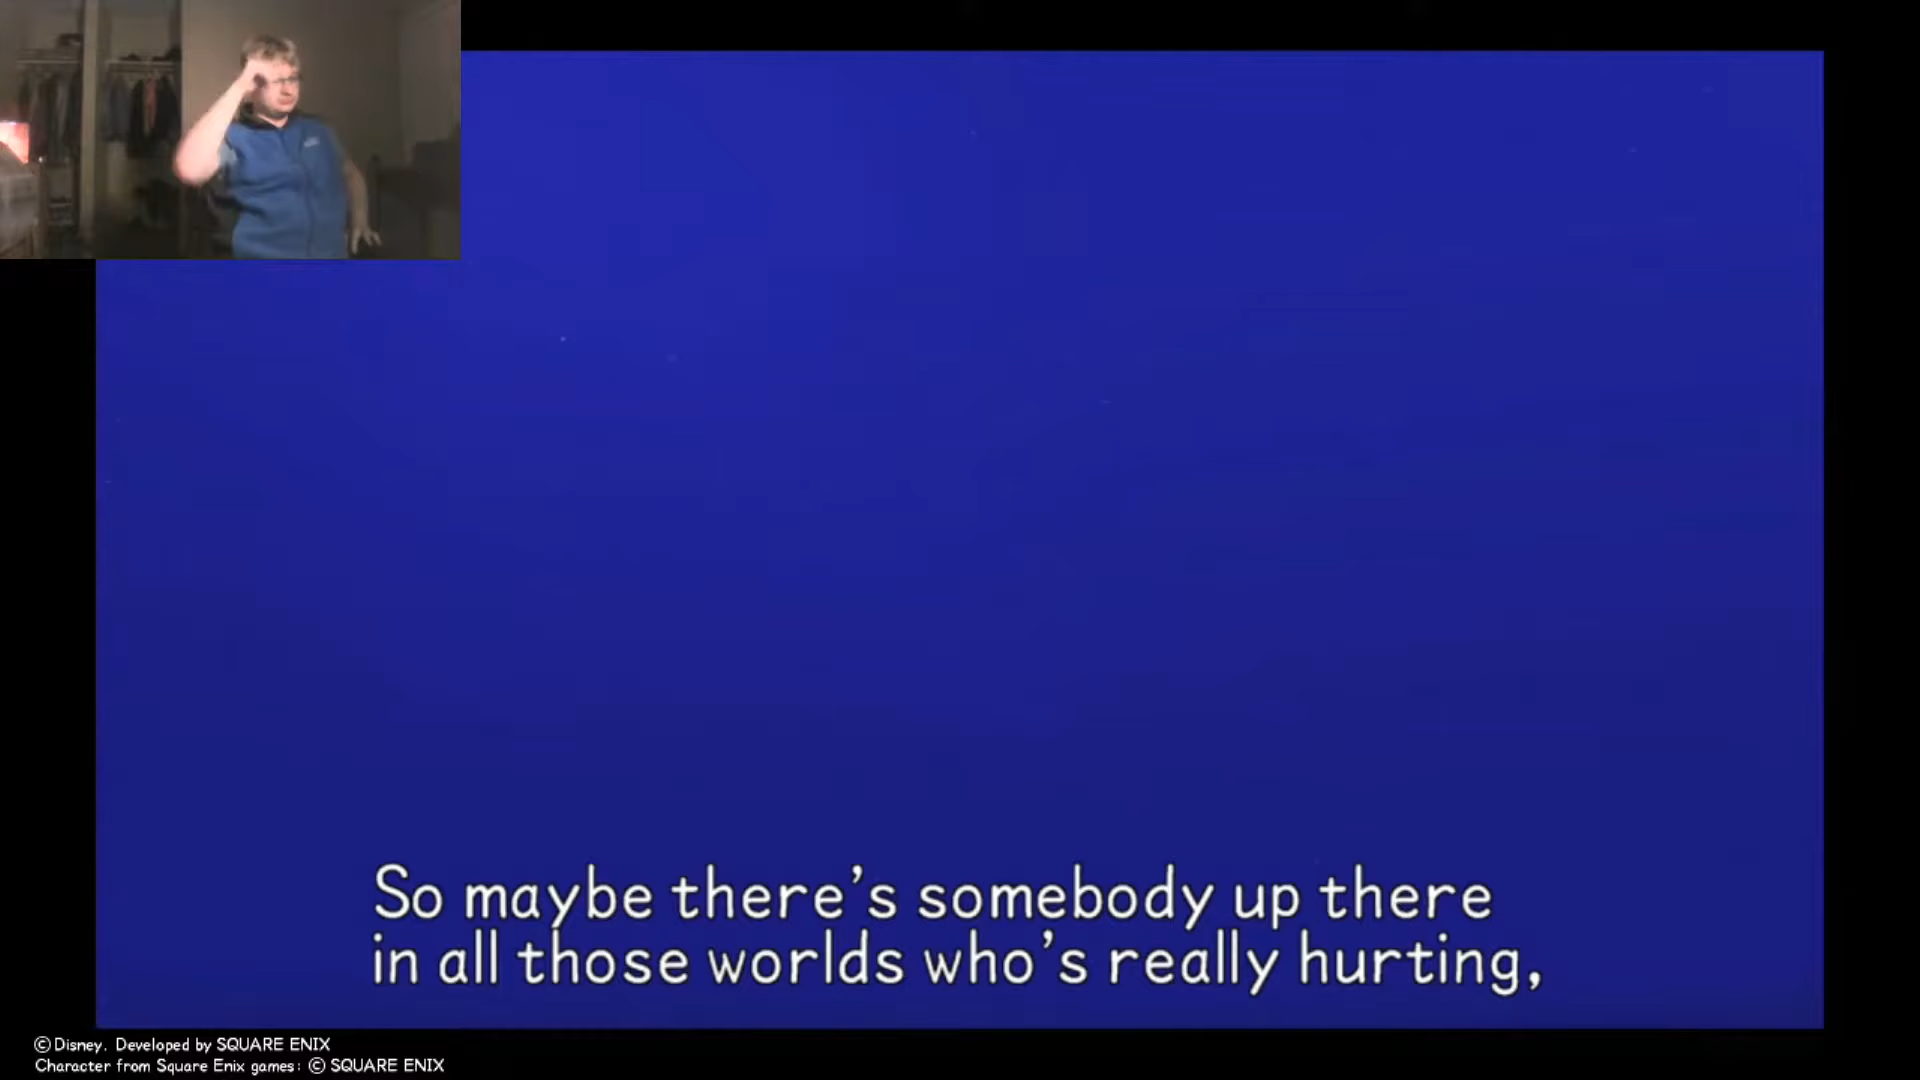 So maybe there's somebody up there
in all those worlds who's really hurting,
© Disney. Developed by SQUARE ENIX
Character from Square Enix games: © SQUARE ENIX